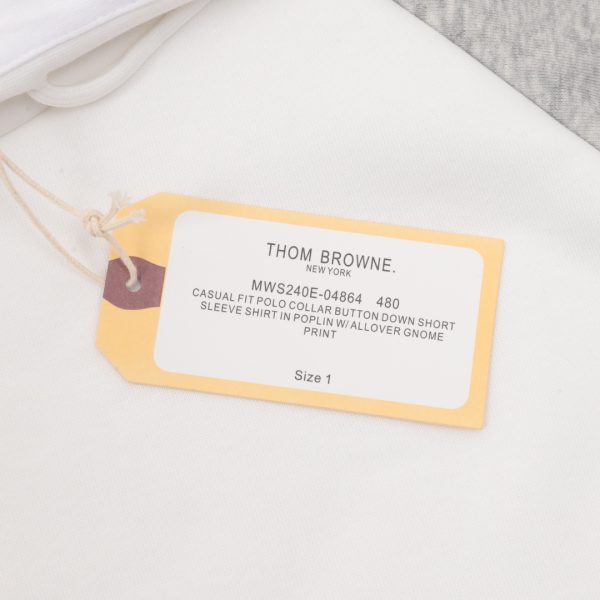 THOM BROWNE.
NEW YORK
MWS240E-04864 480
CASUAL FIT POLO COLLAR BUTTON DOWN SHORT
SLEEVE SHIRT IN POPLIN W/ ALLOVER GNOME
PRINT
Size 1